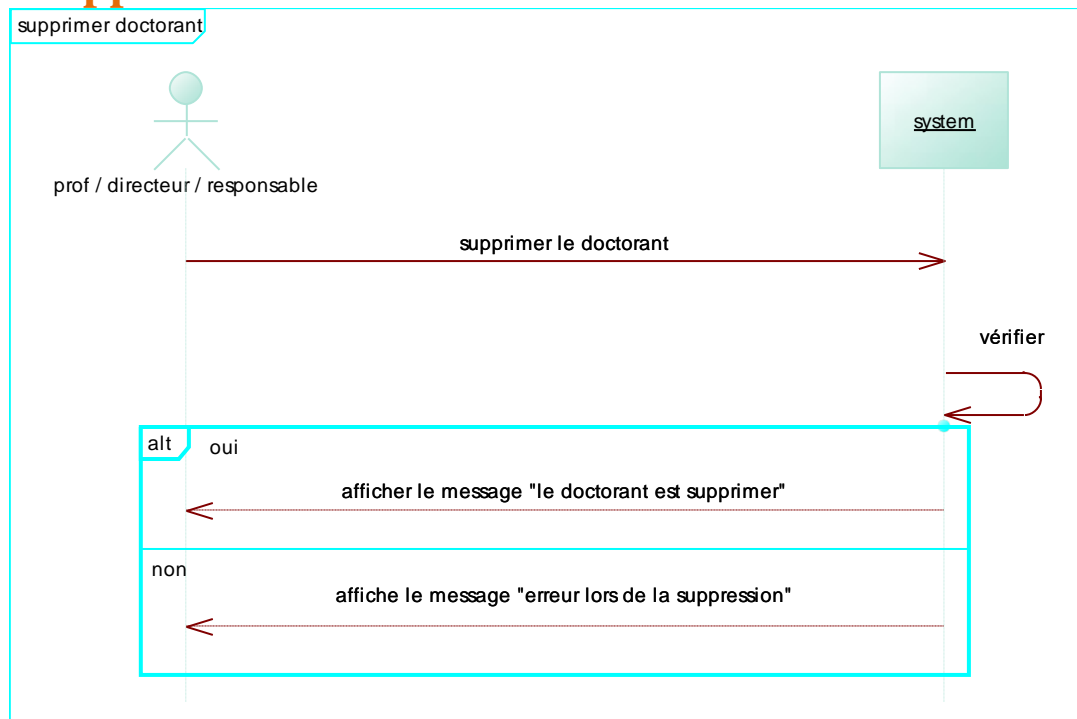 supprimer doctorant
system
prof / directeur / responsable
supprimer le doctorant
vérifier
alt
oui
afficher le message "le doctorant est supprimer"
non
affiche le message "erreur lors de la suppression"